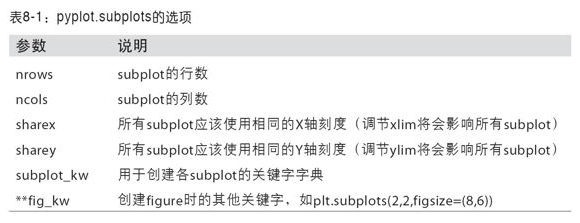 表8-1：pyplot.subplots的选项
参数 说明
nrows subplot的行数
ncols subplot的列数
sharex 所有subplot应该使用相同的X轴刻度（调节xlim将会影响所有subplot）
sharey 所有subplot应该使用相同的Y轴刻度（调节ylim将会影响所有subplot）
subplot_kw 用于创建各subplot的关键字字典
**fig_kw 创建figure时的其他关键字，如plt.subplots(2,2,figsize=(8,6))